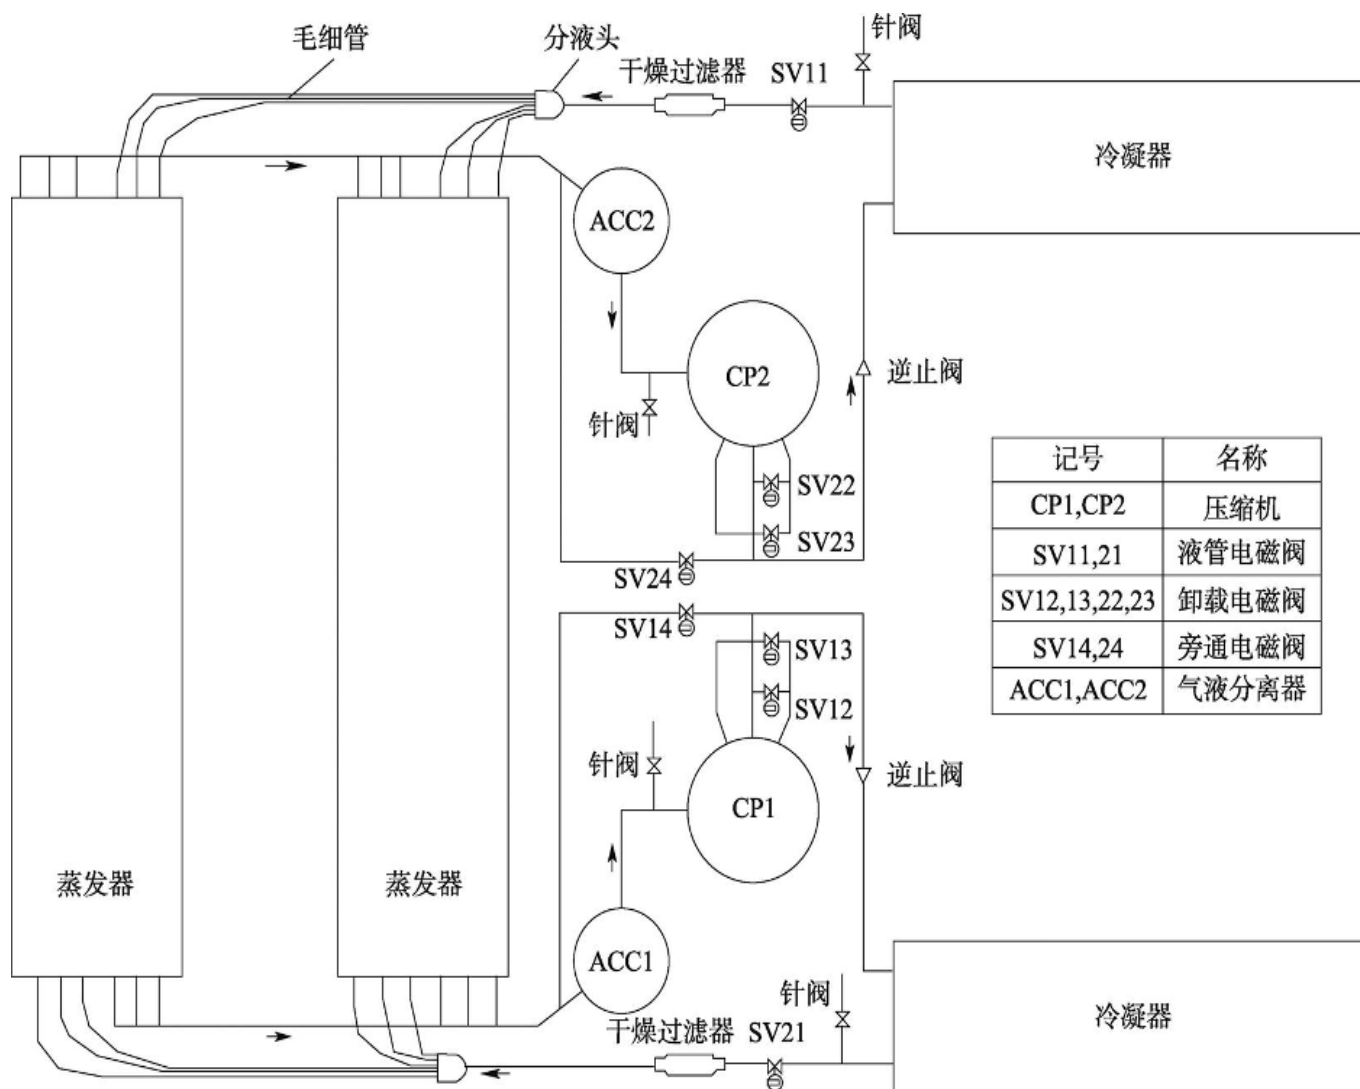 毛细管
分液头
干燥过滤器
SV11
针阀
冷凝器
ACC2
CP2
针阀
逆止阀
SV22
SV23
SV24
SV14
SV13
SV12
记号 名称
CP1,CP2 压缩机
SV11,21 液管电磁阀
SV12,13,22,23 卸载电磁阀
SV14,24 旁通电磁阀
ACC1,ACC2 气液分离器
针阀
CP1
逆止阀
蒸发器
蒸发器
ACC1
针阀
干燥过滤器
SV21
冷凝器